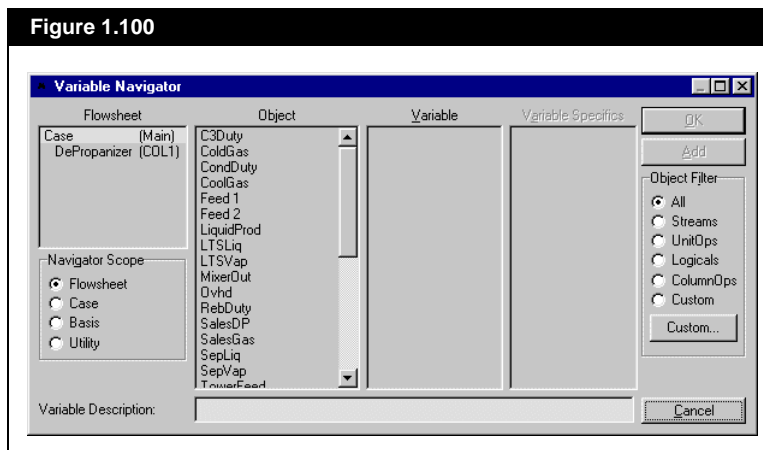 Figure 1.100
Variable Navigator
Flowsheet
Case (Main)
DePropanizer (COL1)
Navigator Scope
Flowsheet
Case
Basis
Utility
Object
C3Duty
ColdGas
CondDuty
CoolGas
Feed 1
Feed 2
LiquidProd
LTSLiq
LTSVap
MixerOut
Ovhd
RebDuty
SalesDP
SalesGas
SepLiq
SepVap
TowerFeed
Variable
Variable Specifics
OK
Add
Object Filter
All
Streams
UnitOps
Logicals
ColumnOps
Custom
Custom...
Variable Description:
Cancel